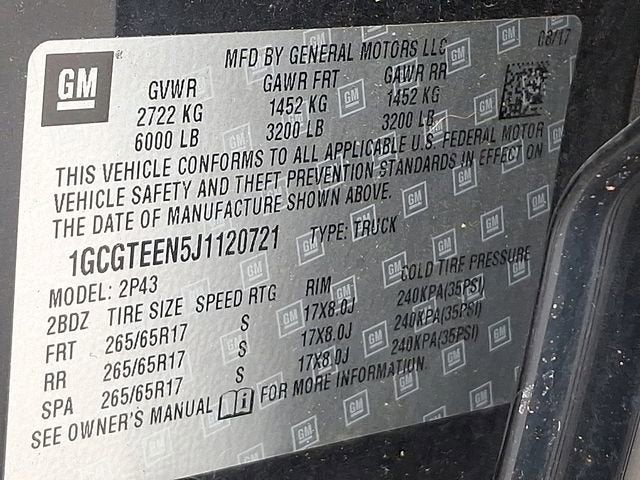 GM
MFD BY GENERAL MOTORS LLC 08/17
GVWR GAWR FRT GAWR RR
2722 KG 1452 KG 1452 KG
6000 LB 3200 LB 3200 LB
THIS VEHICLE CONFORMS TO ALL APPLICABLE U.S. FEDERAL MOTOR
VEHICLE SAFETY AND THEFT PREVENTION STANDARDS IN EFFECT ON
THE DATE OF MANUFACTURE SHOWN ABOVE.
1GCGTEEN5J1120721 TYPE: TRUCK
MODEL: 2P43
2BDZ TIRE SIZE SPEED RTG RIM COLD TIRE PRESSURE
FRT 265/65R17 S 17X8.0J 240KPA(35PSI)
RR 265/65R17 S 17X8.0J 240KPA(35PSI)
SPA 265/65R17 S 17X8.0J 240KPA(35PSI)
SEE OWNER'S MANUAL FOR MORE INFORMATION.